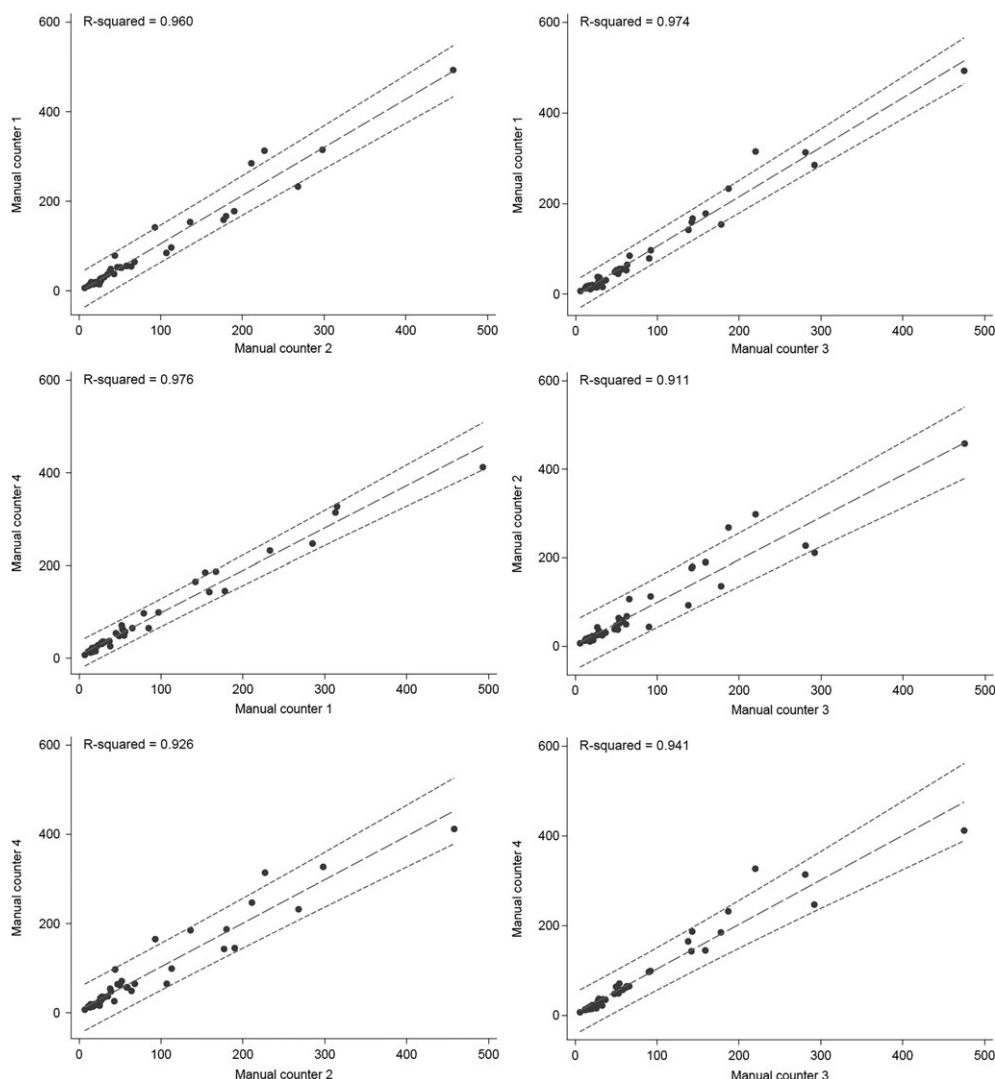 R-squared = 0.960
600
400
200
0
Manual counter 1
0 100 200 300 400 500
Manual counter 2
R-squared = 0.974
600
400
200
0
Manual counter 1
0 100 200 300 400 500
Manual counter 3
R-squared = 0.976
600
400
200
0
Manual counter 4
0 100 200 300 400 500
Manual counter 1
R-squared = 0.911
600
400
200
0
Manual counter 2
0 100 200 300 400 500
Manual counter 3
R-squared = 0.926
600
400
200
0
Manual counter 4
0 100 200 300 400 500
Manual counter 2
R-squared = 0.941
600
400
200
0
Manual counter 4
0 100 200 300 400 500
Manual counter 3